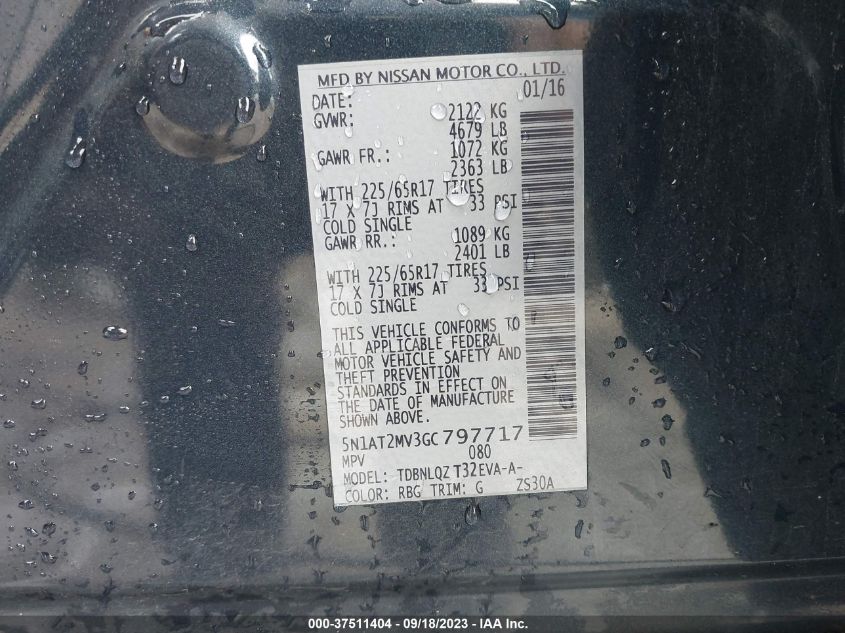 MFD BY NISSAN MOTOR CO., LTD.
DATE: 01/16
GVWR: 2122 KG
4679 LB
GAWR FR.: 1072 KG
2363 LB
WITH 225/65R17 TIRES
17 X 7J RIMS AT 33 PSI
COLD SINGLE
GAWR RR.: 1089 KG
2401 LB
WITH 225/65R17 TIRES
17 X 7J RIMS AT 33 PSI
COLD SINGLE
THIS VEHICLE CONFORMS TO
ALL APPLICABLE FEDERAL
MOTOR VEHICLE SAFETY AND
THEFT PREVENTION
STANDARDS IN EFFECT ON
THE DATE OF MANUFACTURE
SHOWN ABOVE.
5N1AT2MV3GC797717
MPV 080
MODEL: TDBNLQZ T32EVA-A-
COLOR: RBG TRIM: G ZS30A
000-37511404 - 09/18/2023 - IAA Inc.